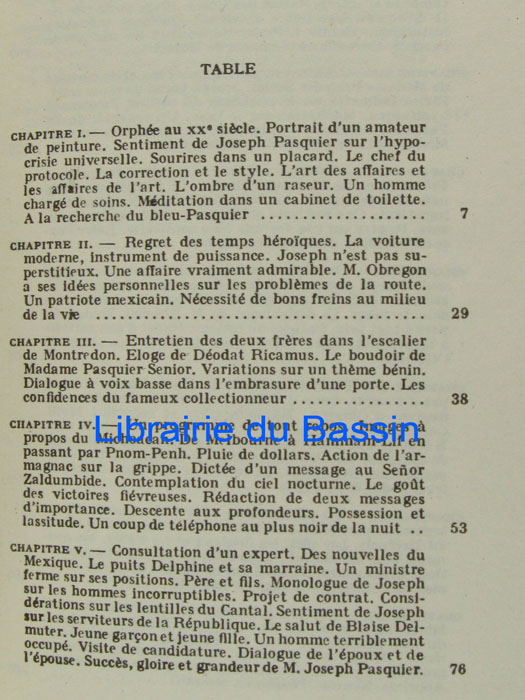 TABLE
CHAPITRE I. — Orphée au XXe siècle. Portrait d'un amateur
de peinture. Sentiment de Joseph Pasquier sur l'hypo-
crisie universelle. Sourires dans un placard. Le chef du
protocole. La correction et le style. L'art des affaires et
les affaires de l'art. L'ombre d'un raseur. Un homme
chargé de soins. Méditation dans un cabinet de toilette.
A la recherche du bleu-Pasquier .................... 7
CHAPITRE II. — Regret des temps héroïques. La voiture
moderne, instrument de puissance. Joseph n'est pas su-
perstitieux. Une affaire vraiment admirable. M. Obregon
a ses idées personnelles sur les problèmes de la route.
Un patriote mexicain. Nécessité de bons freins au milieu
de la vie ........................................ 29
CHAPITRE III. — Entretien des deux frères dans l'escalier
de Montredon. Eloge de Déodat Ricamus. Le boudoir de
Madame Pasquier Senior. Variations sur un thème bénin.
Dialogue à voix basse dans l'embrasure d'une porte. Les
confidences du fameux collectionneur ................ 38
CHAPITRE IV. — programme de tout repos. à
propos du Michoacan. De Melbourne à Hammam-Lif en
passant par Pnom-Penh. Pluie de dollars. Action de l'ar-
magnac sur la grippe. Dictée d'un message au Señor
Zaldumbide. Contemplation du ciel nocturne. Le goût
des victoires fiévreuses. Rédaction de deux messages
d'importance. Descente aux profondeurs. Possession et
lassitude. Un coup de téléphone au plus noir de la nuit .. 53
CHAPITRE V. — Consultation d'un expert. Des nouvelles du
Mexique. Le puits Delphine et sa marraine. Un ministre
ferme sur ses positions. Père et fils. Monologue de Joseph
sur les hommes incorruptibles. Projet de contrat. Consi-
dérations sur les lentilles du Cantal. Sentiment de Joseph
sur les serviteurs de la République. Le salut de Blaise Del-
muter. Jeune garçon et jeune fille. Un homme terriblement
occupé. Visite de candidature. Dialogue de l'époux et de
l'épouse. Succès, gloire et grandeur de M. Joseph Pasquier. 76
Librairie du Bassin